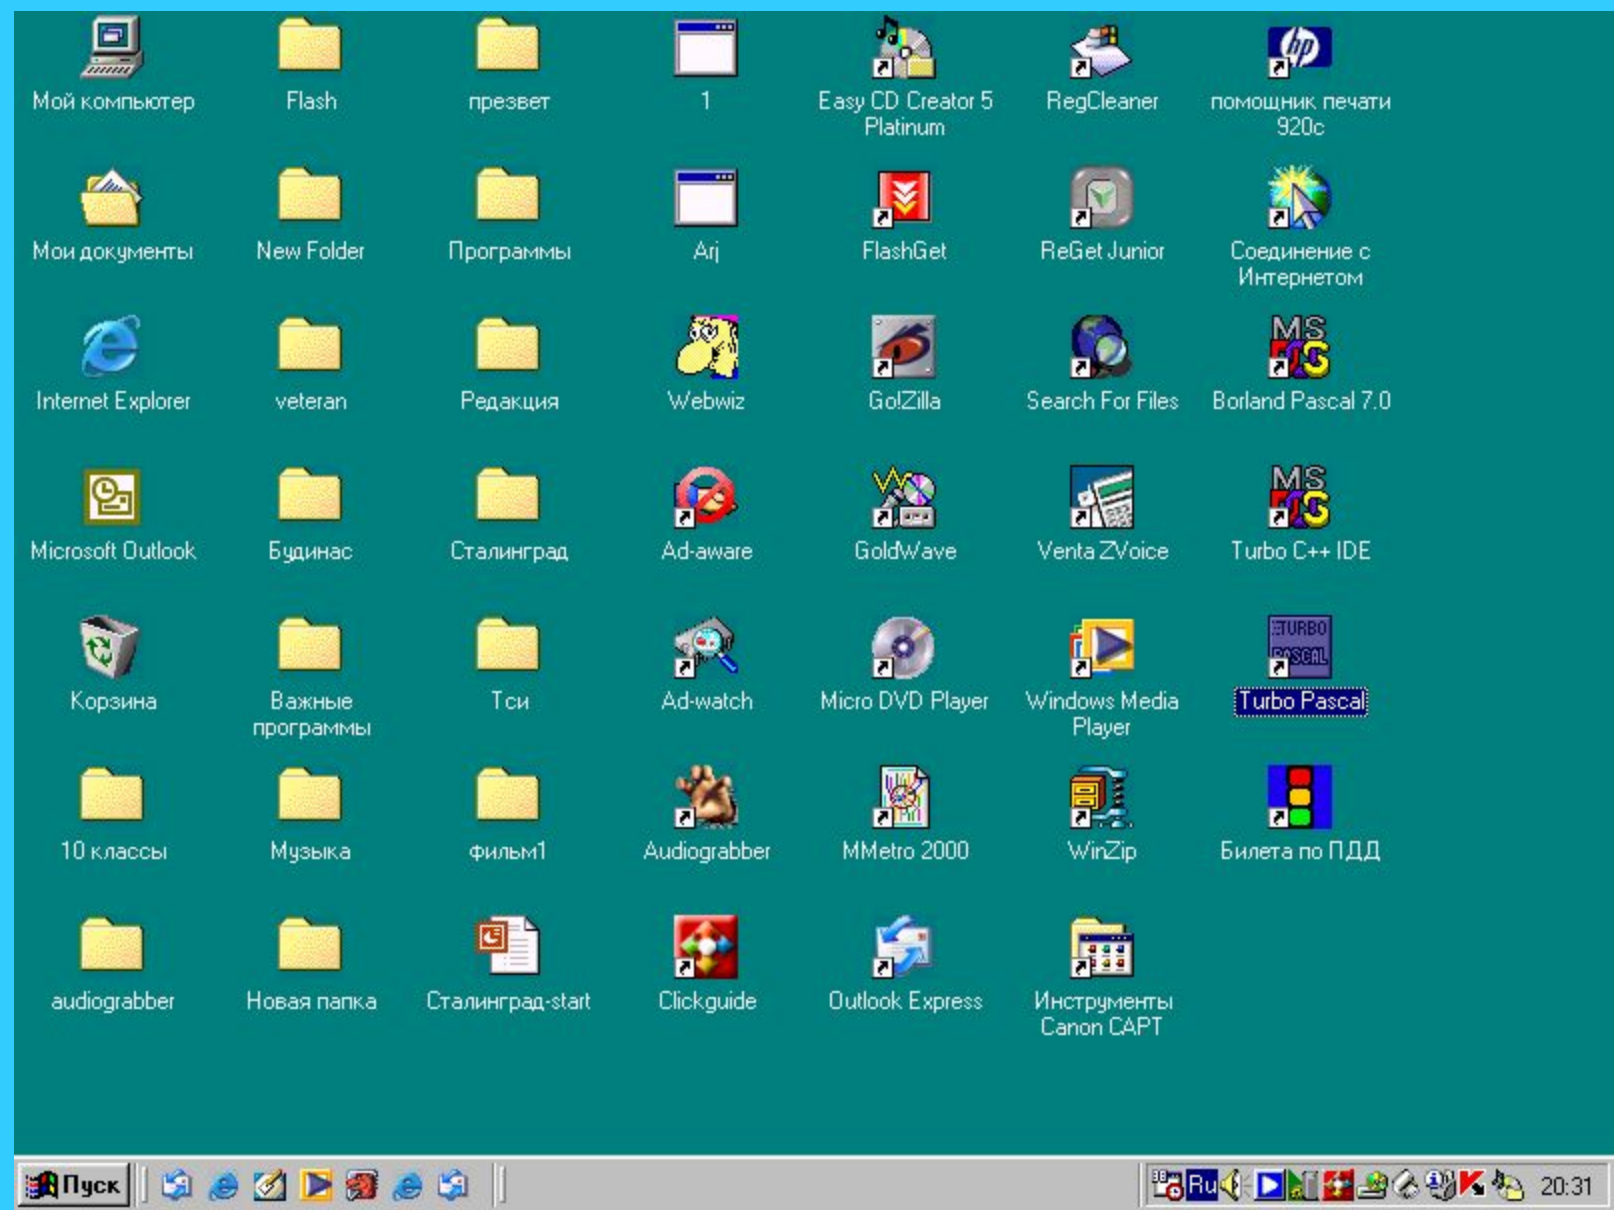 Мой компьютер
Flash
презвет
1
Easy CD Creator 5
Platinum
RegCleaner
hp
помощник печати
920c
Мои документы
New Folder
Программы
Arj
FlashGet
ReGet Junior
Соединение с
Интернетом
Internet Explorer
veteran
Редакция
Webwiz
Go!Zilla
Search For Files
MS
Borland Pascal 7.0
Microsoft Outlook
Будинас
Сталинград
Ad-aware
GoldWave
Venta ZVoice
MS
Turbo C++ IDE
Корзина
Важные
программы
Тси
Ad-watch
Micro DVD Player
Windows Media
Player
TURBO
PASCAL
Turbo Pascal
10 классы
Музыка
фильм1
Audiograbber
MMetro 2000
WinZip
Билета по ПДД
audiograbber
Новая папка
Сталинград-start
Clickguide
Outlook Express
Инструменты
Canon CAPT
Пуск
Ru
20:31